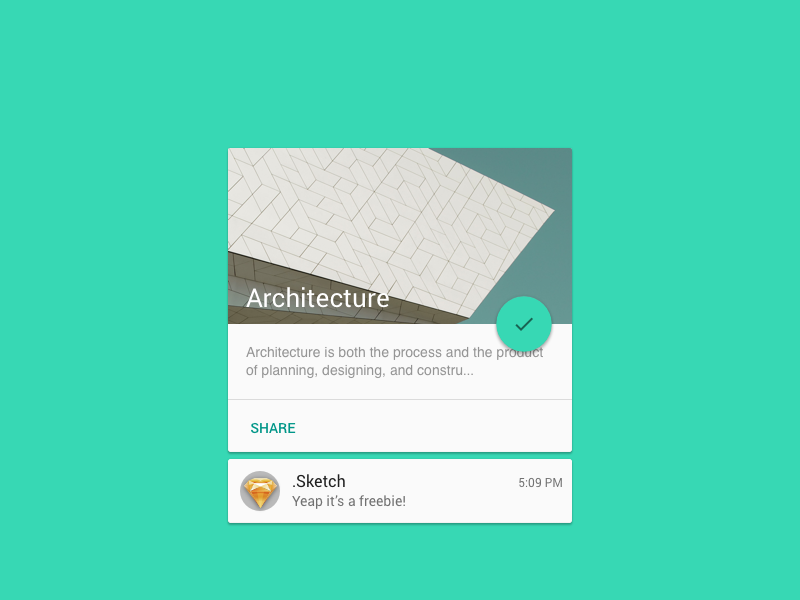 Architecture
Architecture is both the process and the product
of planning, designing, and constru...
SHARE
.Sketch
5:09 PM
Yeap it's a freebie!